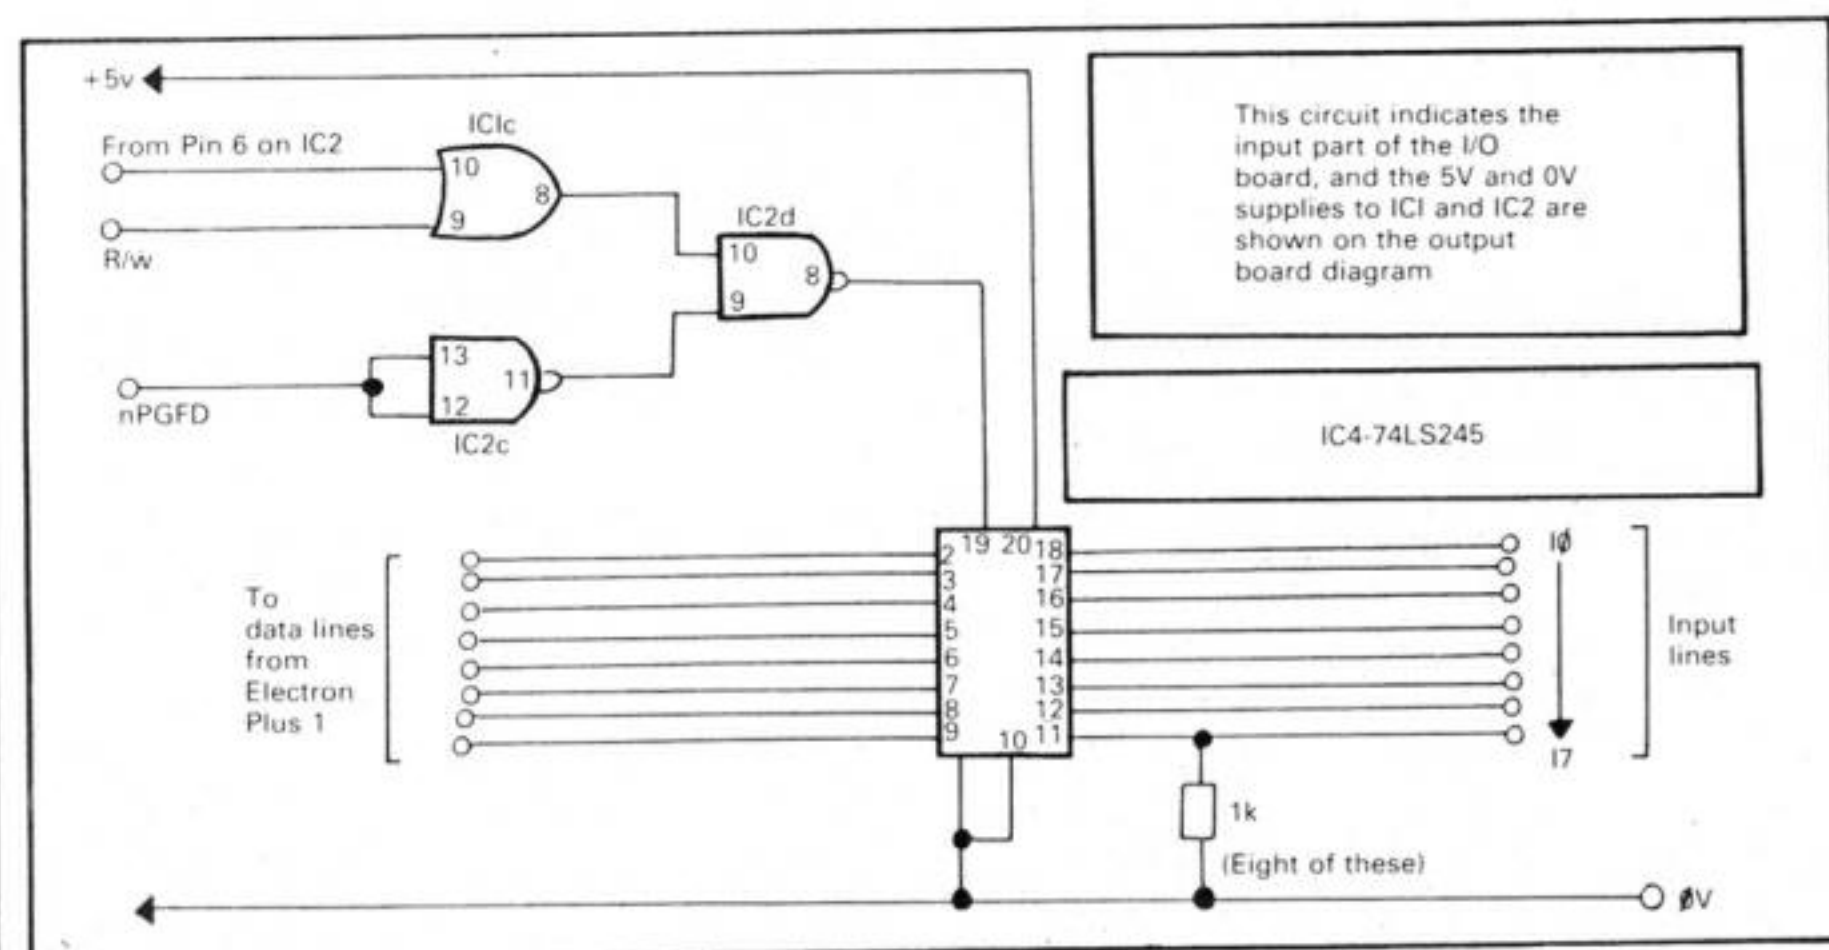 +5v
From Pin 6 on IC2
R/w
ICIc
10
9
8
IC2d
10
9
8
nPGFD
13
12
11
IC2c
This circuit indicates the
input part of the I/O
board, and the 5V and 0V
supplies to ICI and IC2 are
shown on the output
board diagram
IC4-74LS245
To
data lines
from
Electron
Plus 1
2
3
4
5
6
7
8
9
19 20
10
18
17
16
15
14
13
12
11
IØ
I7
Input
lines
1k
(Eight of these)
ØV